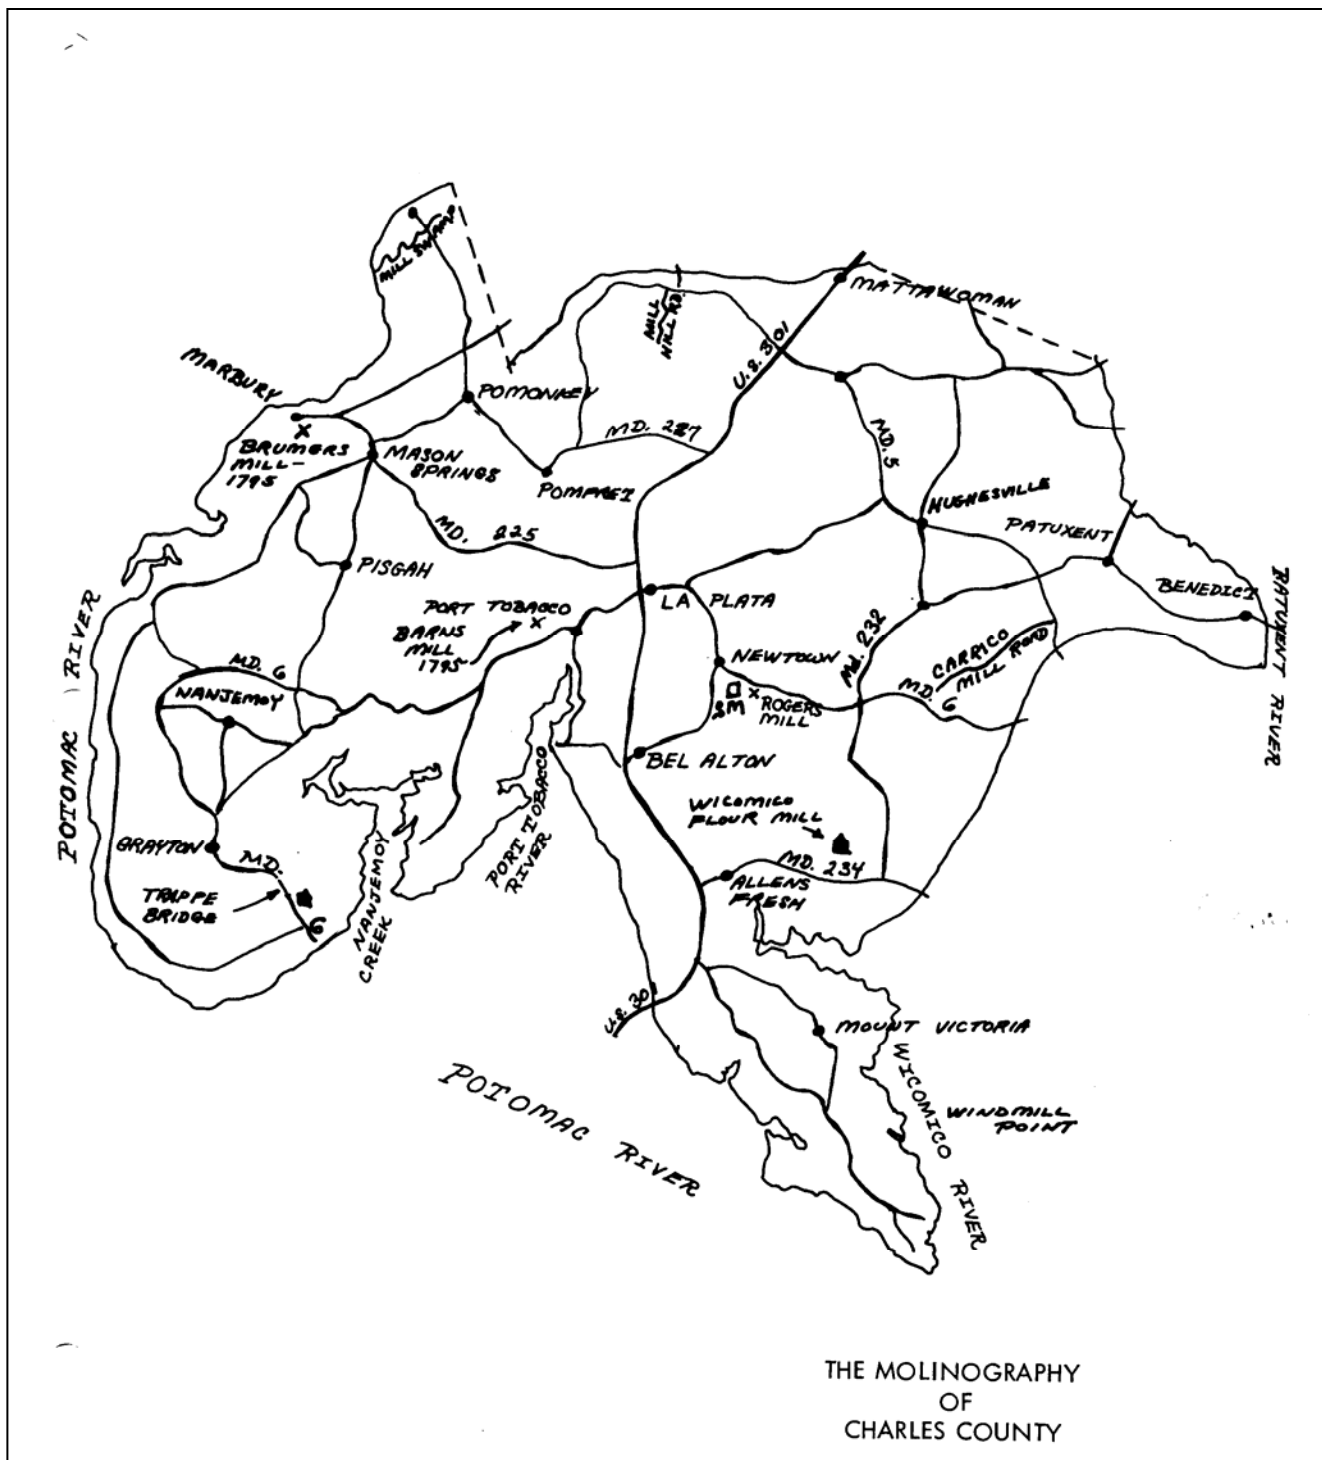 MILL SWAMP
MATTAWOMAN
MILL
HILL RD.
U.S. 301
MARBURY
POMONKEY
MD. 227
MD. 5
BRUMERS
MILL-
1795
MASON
SPRINGS
POMFRET
HUGHESVILLE
PATUXENT
MD. 225
PISGAH
BENEDICT
PATUXENT RIVER
PORT TOBACCO
BARNS
MILL
1795
LA PLATA
Md. 232
CARRICO
MILL ROAD
POTOMAC RIVER
MD. 6
NANJEMOY
NEWTOWN
SM
ROGERS
MILL
MD. 6
BEL ALTON
PORT TOBACCO
RIVER
WICOMICO
FLOUR MILL
GRAYTON
MD. 6
MD. 234
ALLENS
FRESH
TRAPPE
BRIDGE
NANJEMOY
CREEK
U.S. 301
MOUNT VICTORIA
POTOMAC RIVER
WICOMICO RIVER
WINDMILL
POINT
THE MOLINOGRAPHY
OF
CHARLES COUNTY